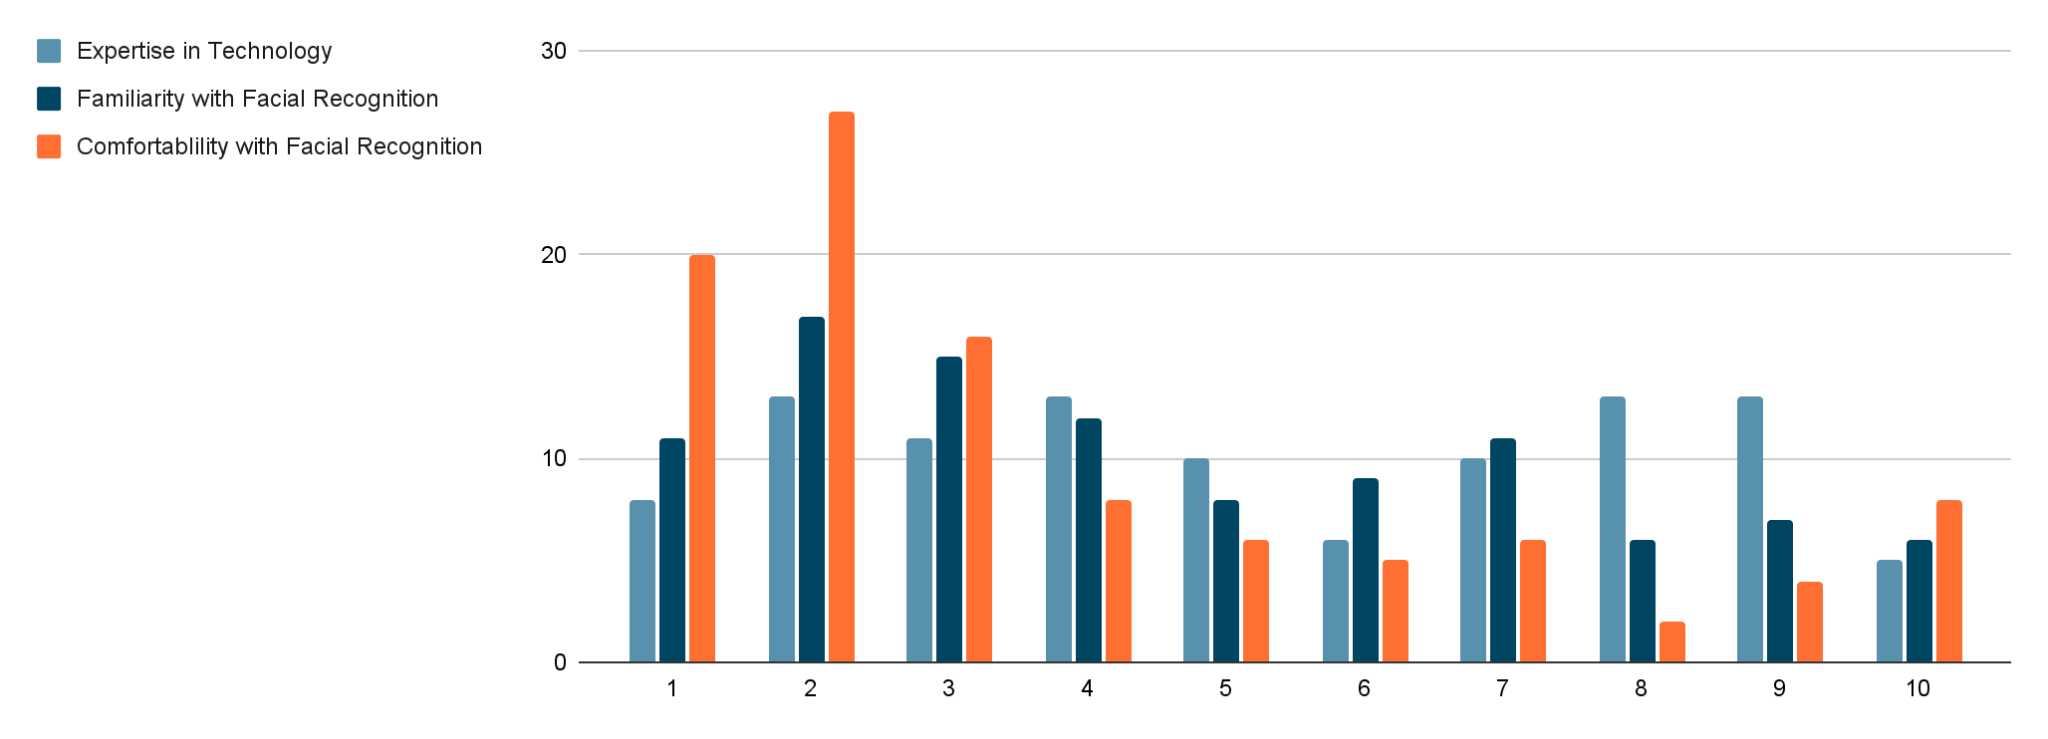 Expertise in Technology
Familiarity with Facial Recognition
Comfortablility with Facial Recognition
30
20
10
0
1 2 3 4 5 6 7 8 9 10